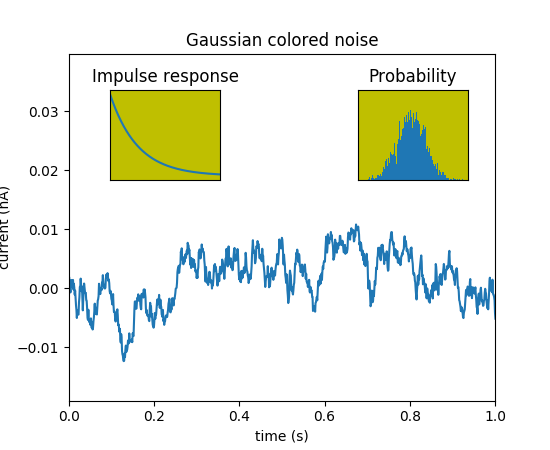 Gaussian colored noise
Impulse response
Probability
0.03
0.02
0.01
0.00
−0.01
current (nA)
0.0
0.2
0.4
0.6
0.8
1.0
time (s)